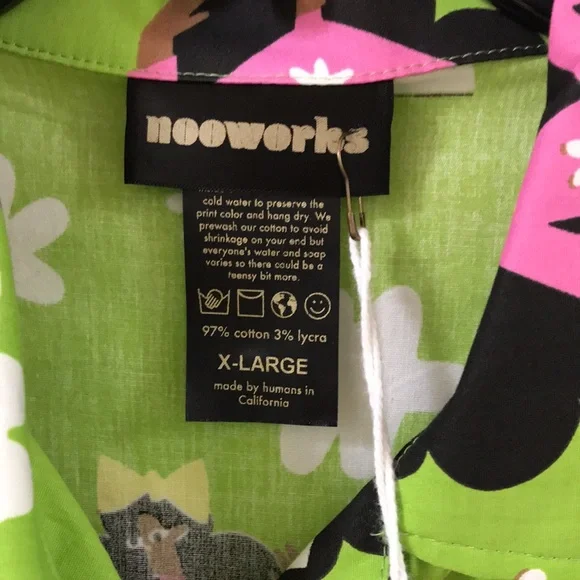 nooworks
cold water to preserve the
print color and hang dry. We
prewash our cotton to avoid
shrinkage on your end but
everyone's water and soap
varies so there could be a
teensy bit more.
97% cotton 3% lycra
X-LARGE
made by humans in
California